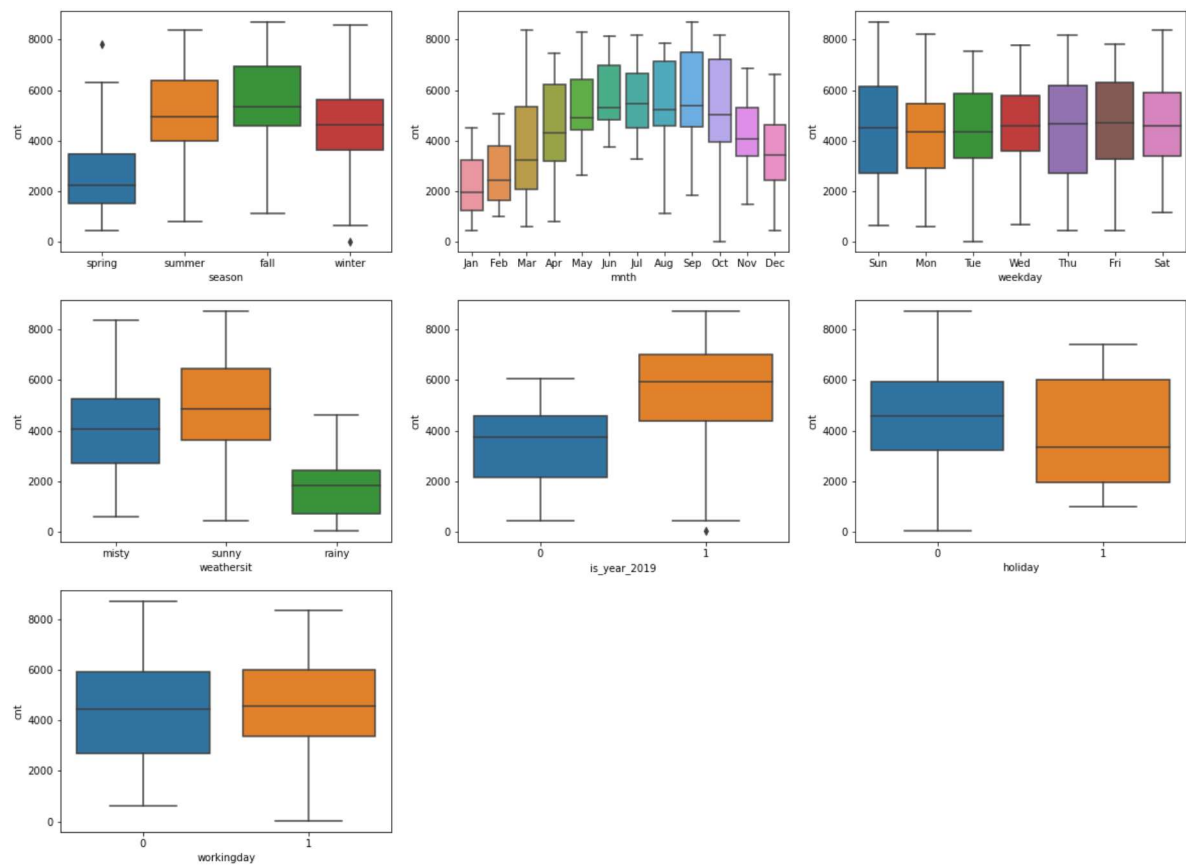 8000
6000
4000
2000
0
cnt
spring summer fall winter
season
8000
6000
4000
2000
0
cnt
Jan Feb Mar Apr May Jun Jul Aug Sep Oct Nov Dec
mnth
8000
6000
4000
2000
0
cnt
Sun Mon Tue Wed Thu Fri Sat
weekday
8000
6000
4000
2000
0
cnt
misty sunny rainy
weathersit
8000
6000
4000
2000
0
cnt
0 1
is_year_2019
8000
6000
4000
2000
0
cnt
0 1
holiday
8000
6000
4000
2000
0
cnt
0 1
workingday